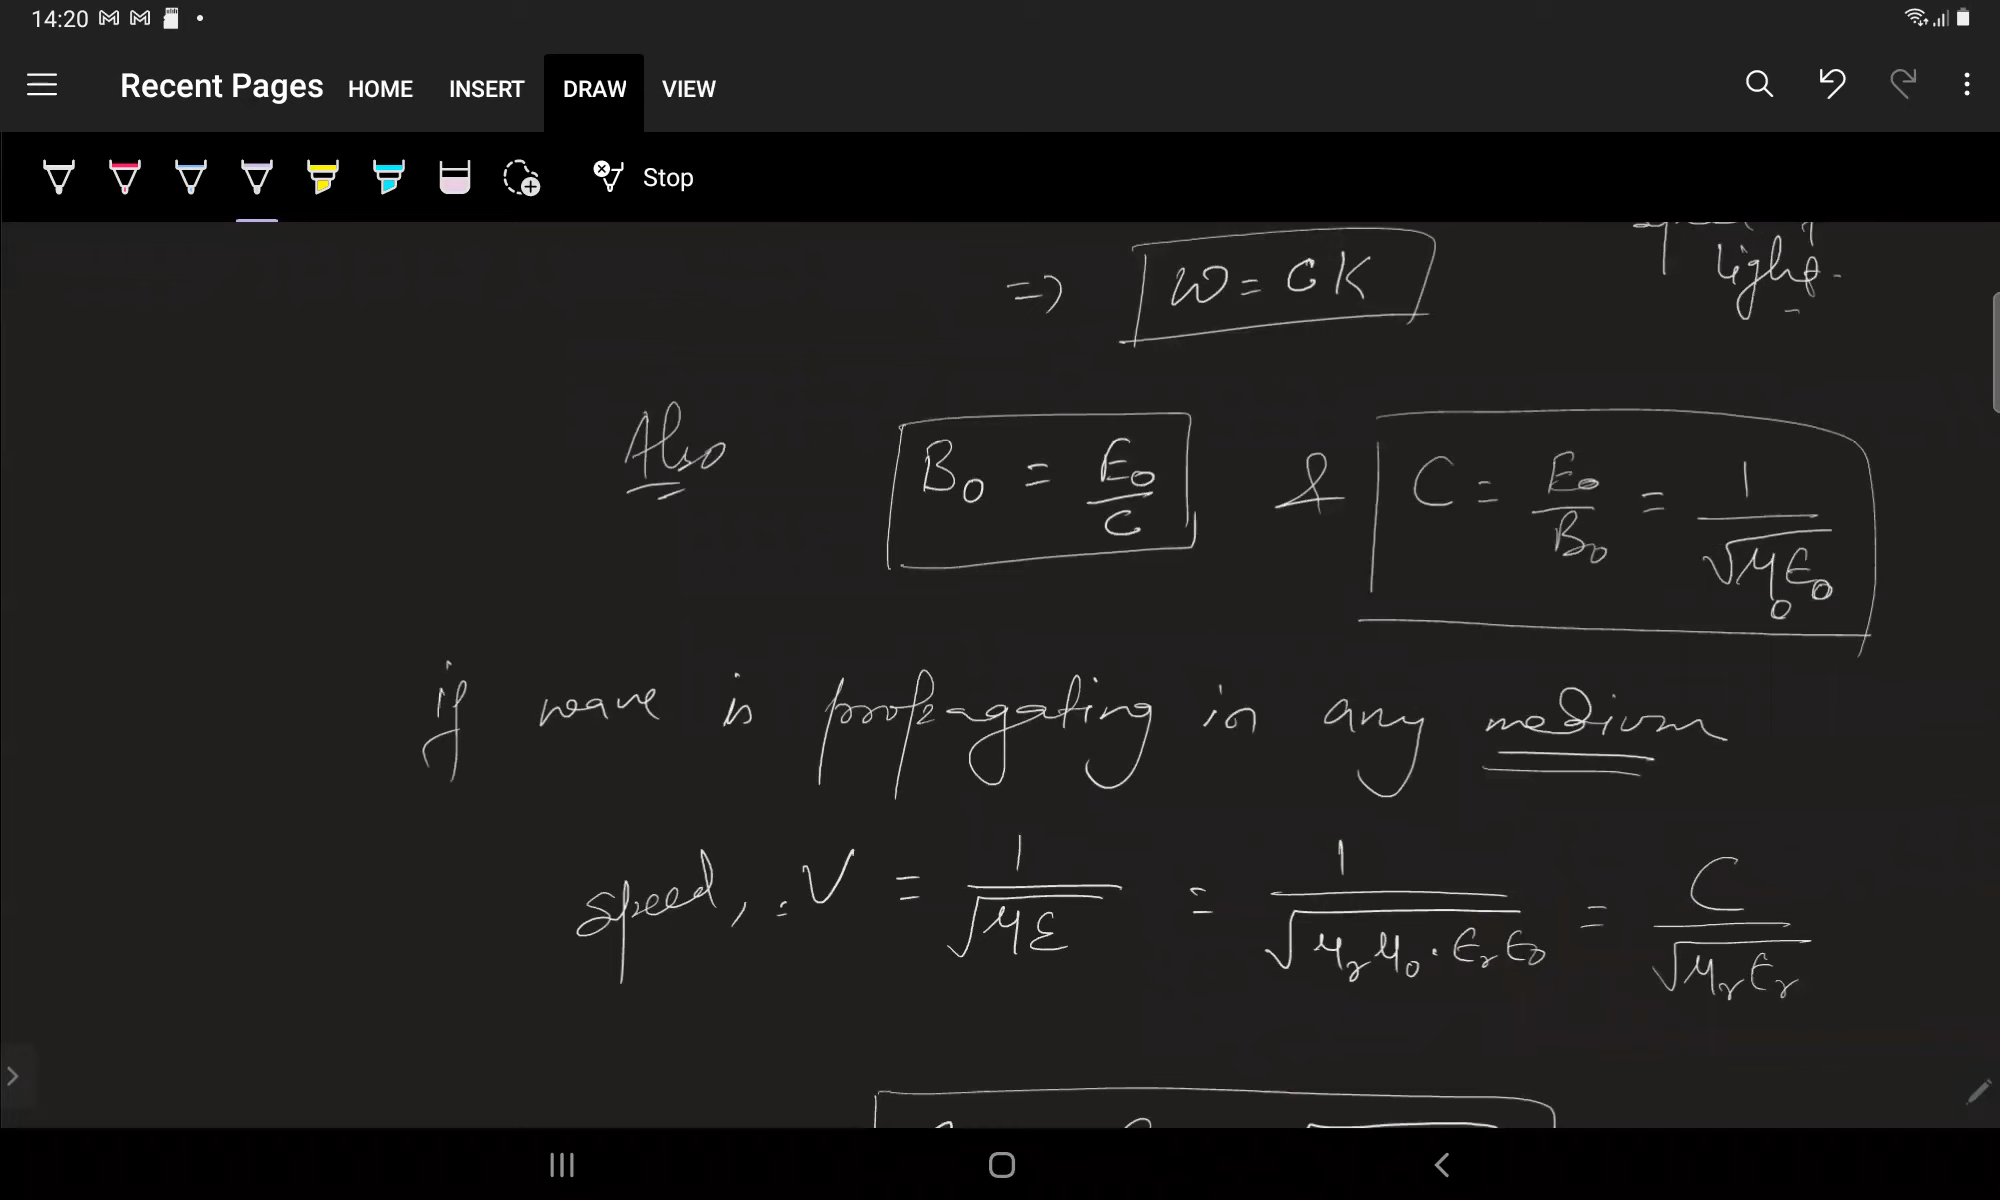 14:20
Recent Pages HOME INSERT DRAW VIEW
Stop
light.
=> W = CK
Also B₀ = E₀/C & C = E₀/B₀ = 1/√μ₀ε₀
if wave is propagating in any medium
speed, = V = 1/√με = 1/√μᵣμ₀·εᵣε₀ = C/√μᵣεᵣ